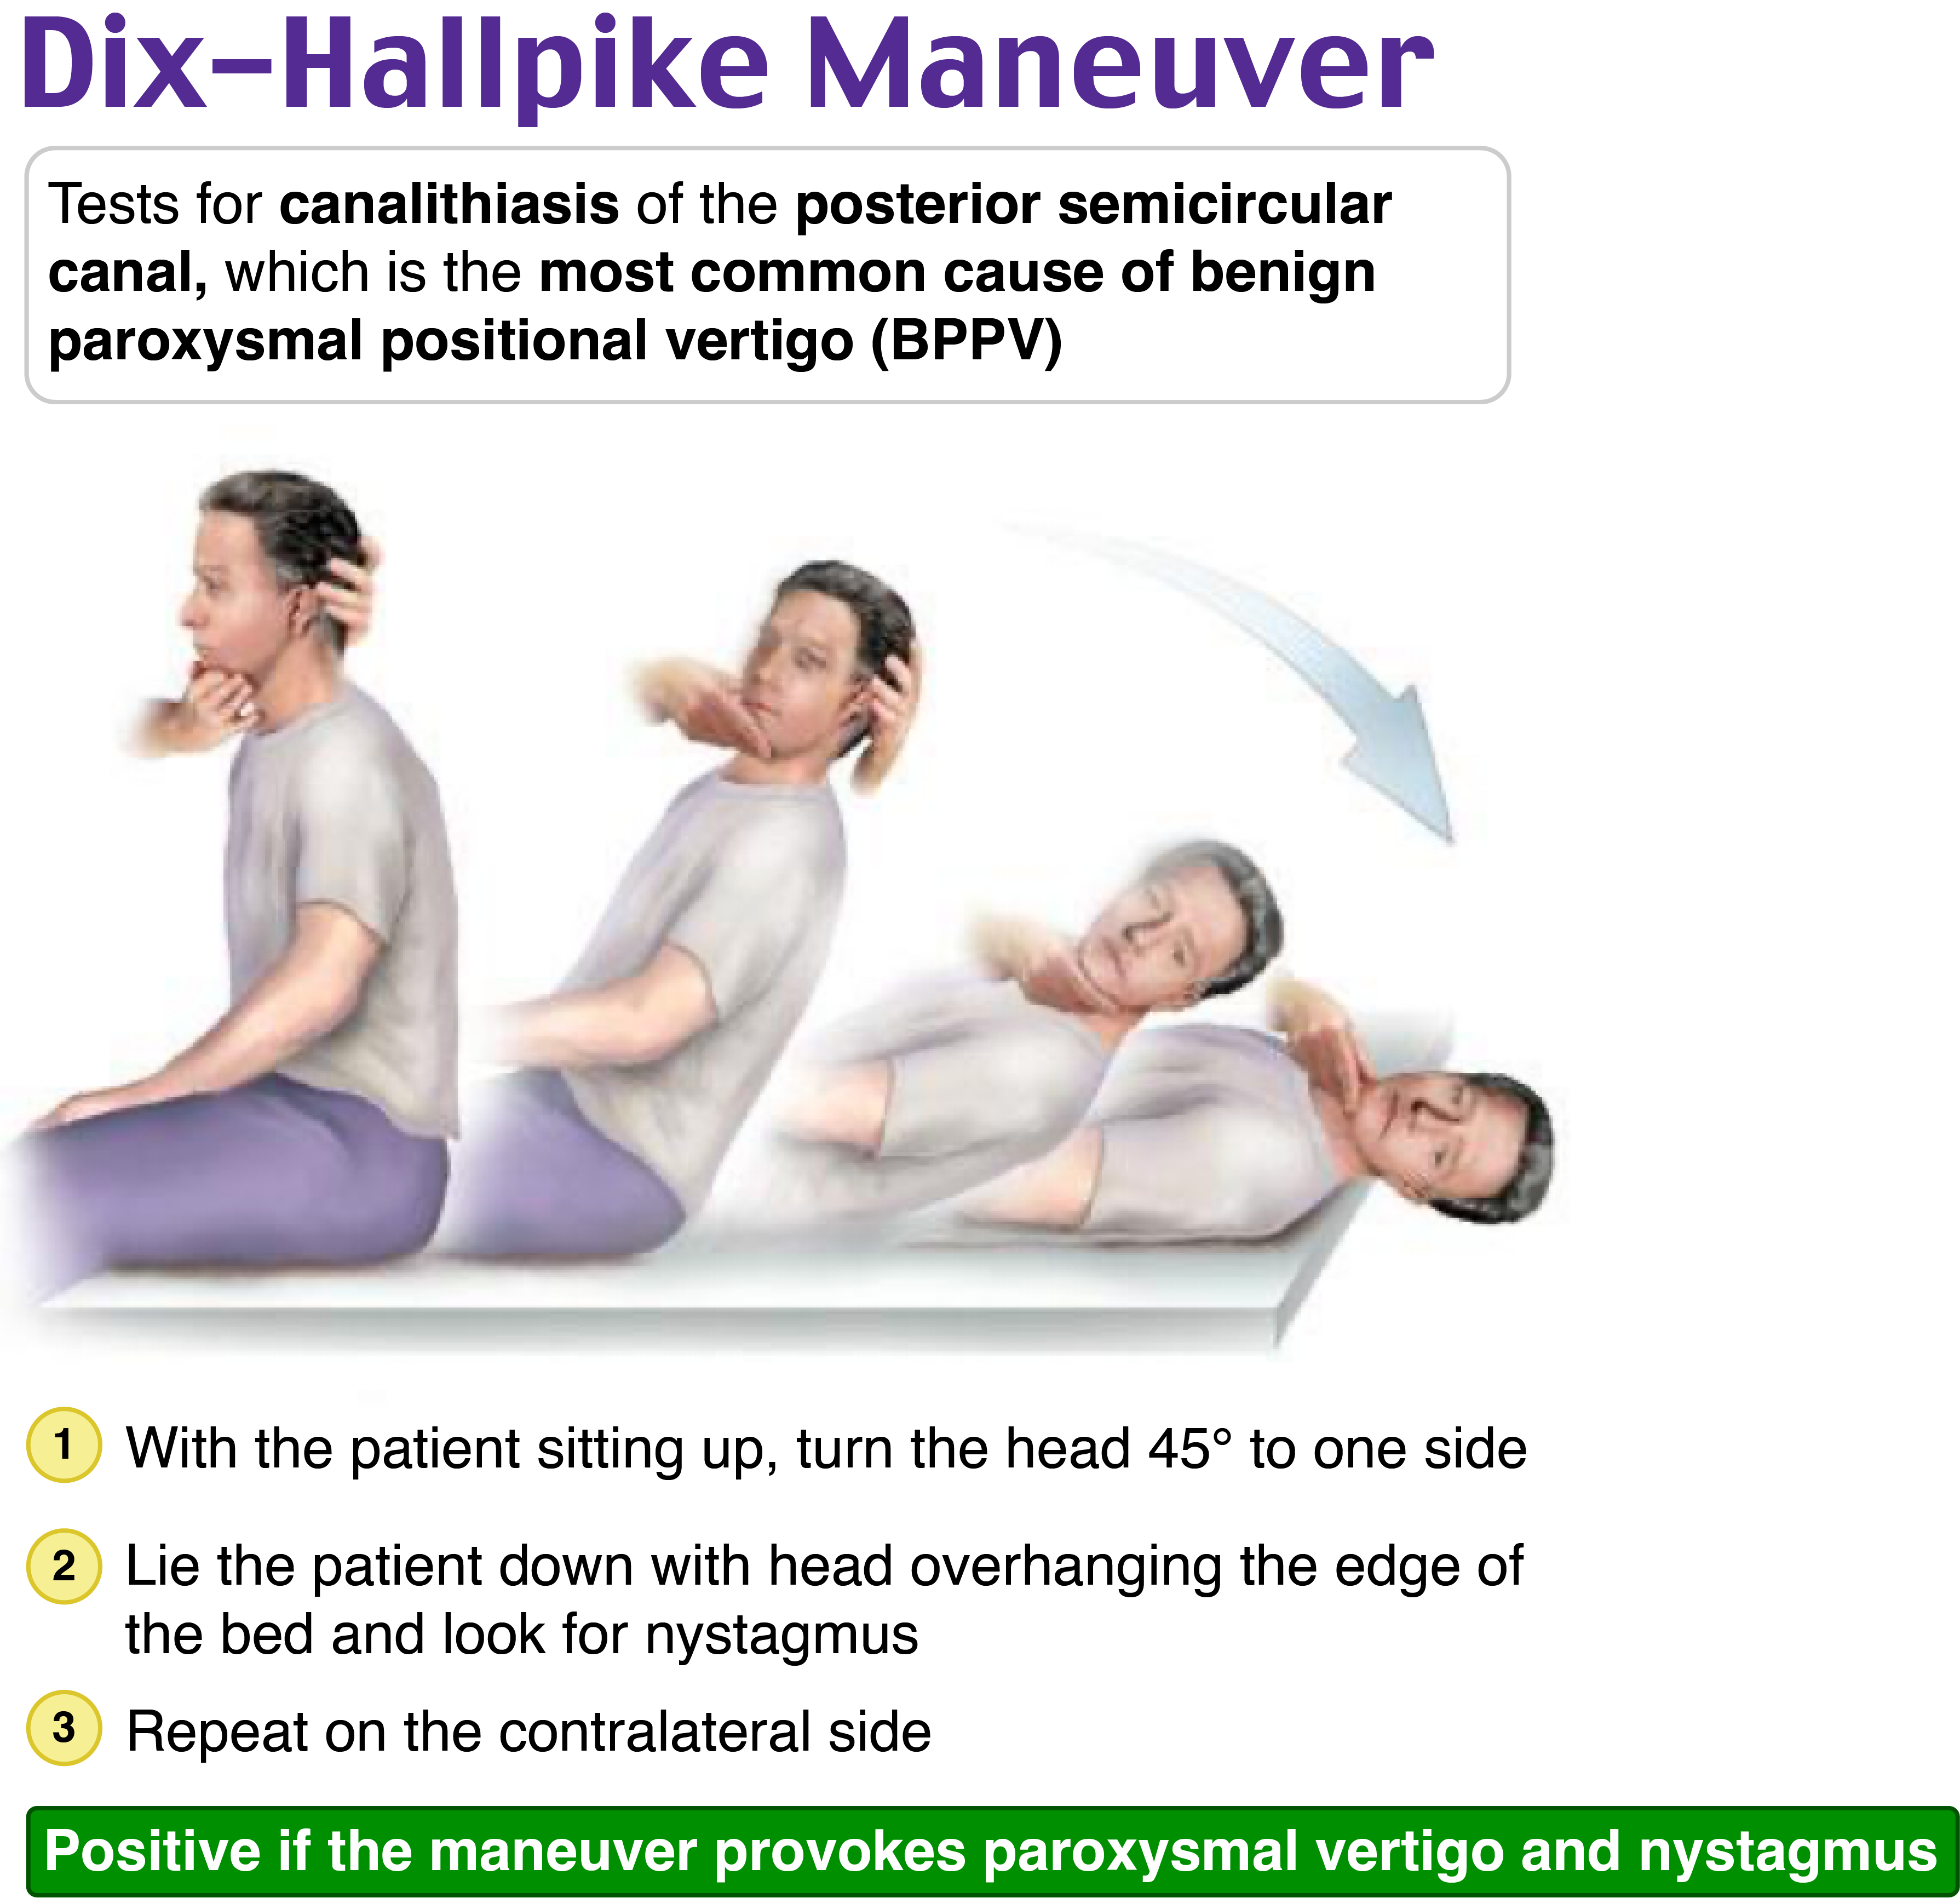 Dix–Hallpike Maneuver
Tests for canalithiasis of the posterior semicircular
canal, which is the most common cause of benign
paroxysmal positional vertigo (BPPV)
1 With the patient sitting up, turn the head 45° to one side
2 Lie the patient down with head overhanging the edge of
the bed and look for nystagmus
3 Repeat on the contralateral side
Positive if the maneuver provokes paroxysmal vertigo and nystagmus